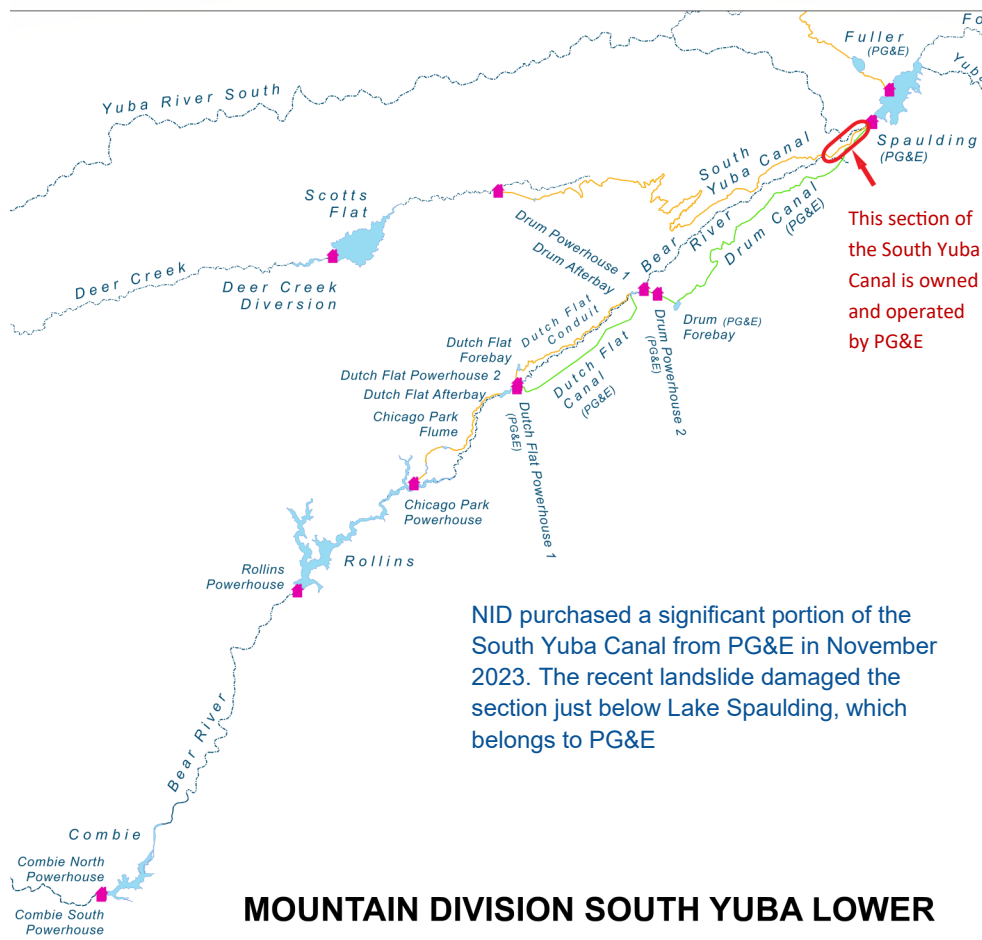 Fuller
(PG&E)
Fo
Yuba
Yuba River South
Spaulding
(PG&E)
South
Yuba Canal
This section of
the South Yuba
Canal is owned
and operated
by PG&E
Scotts
Flat
Deer Creek
Deer Creek
Diversion
Drum Powerhouse 1
Drum Afterbay
Bear
River
Drum Canal
(PG&E)
Drum (PG&E)
Forebay
Drum Powerhouse 2
(PG&E)
Dutch Flat
Conduit
Dutch Flat
Canal
(PG&E)
Dutch Flat
Forebay
Dutch Flat Powerhouse 2
Dutch Flat Afterbay
Chicago Park
Flume
Dutch Flat Powerhouse 1
(PG&E)
Chicago Park
Powerhouse
Rollins
Rollins
Powerhouse
NID purchased a significant portion of the
South Yuba Canal from PG&E in November
2023. The recent landslide damaged the
section just below Lake Spaulding, which
belongs to PG&E
Bear River
Combie
Combie North
Powerhouse
Combie South
Powerhouse
MOUNTAIN DIVISION SOUTH YUBA LOWER